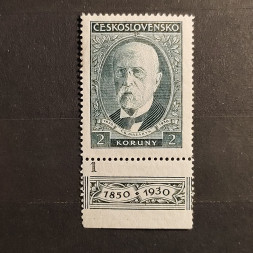 ČESKOSLOVENSKO
2 KORUNY 2
1
1850 • 1930